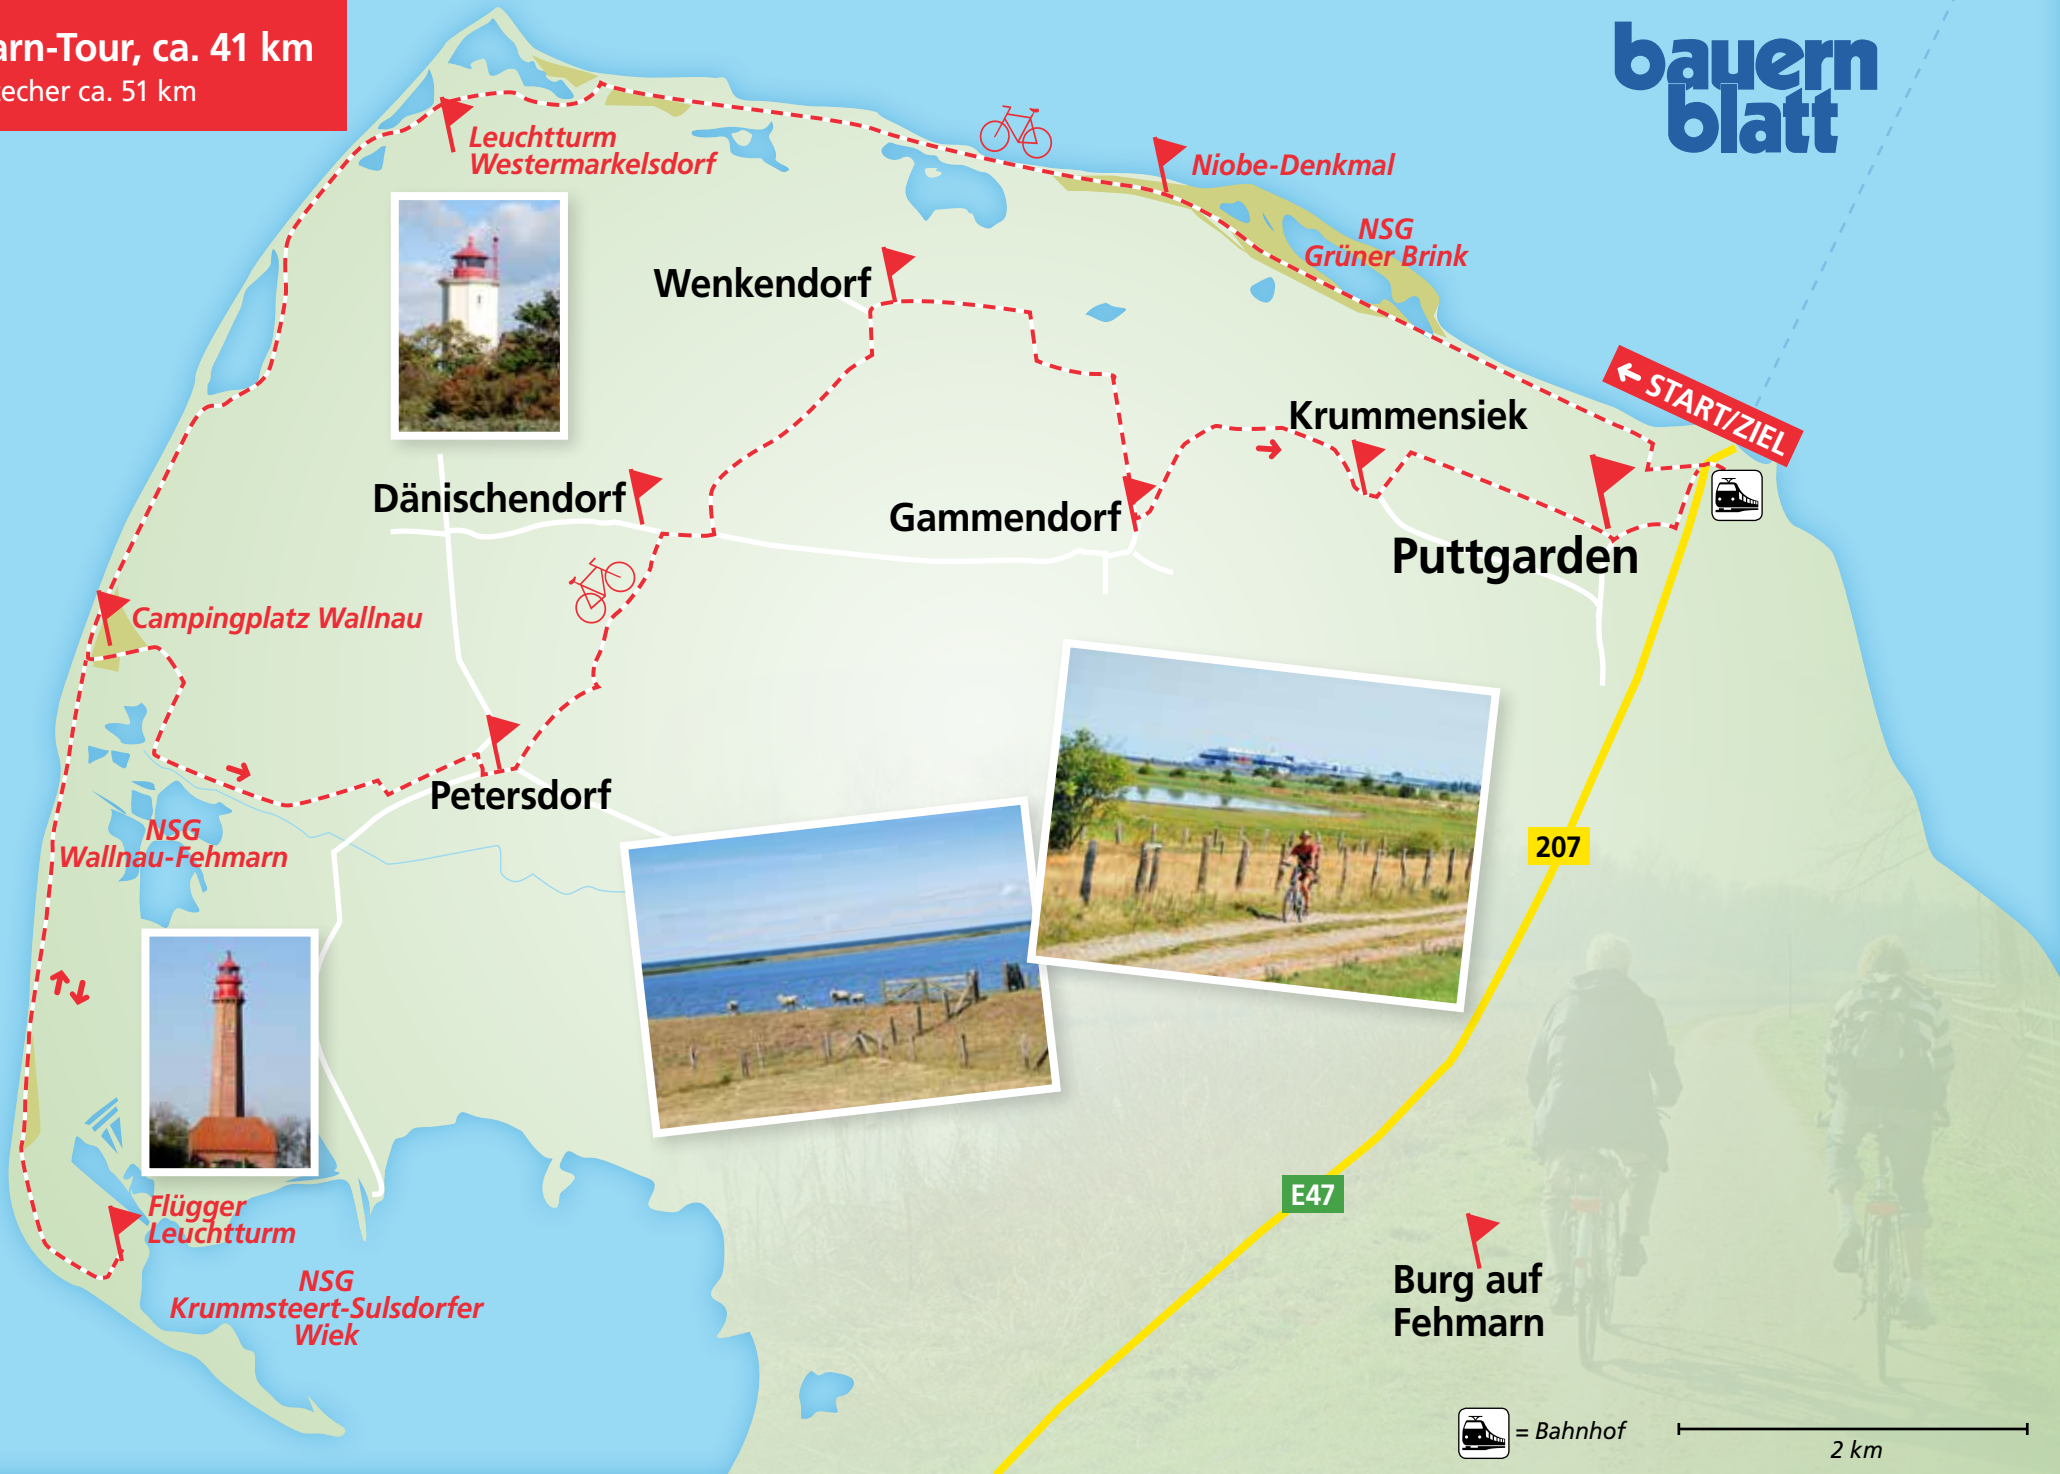 arn-Tour, ca. 41 km
echer ca. 51 km
bauern
blatt
Leuchtturm
Westermarkelsdorf
Niobe-Denkmal
NSG
Grüner Brink
Wenkendorf
← START/ZIEL
Krummensiek
Dänischendorf
Gammendorf
Puttgarden
Campingplatz Wallnau
Petersdorf
NSG
Wallnau-Fehmarn
207
E47
Flügger
Leuchtturm
NSG
Krummsteert-Sulsdorfer
Wiek
Burg auf
Fehmarn
= Bahnhof
2 km